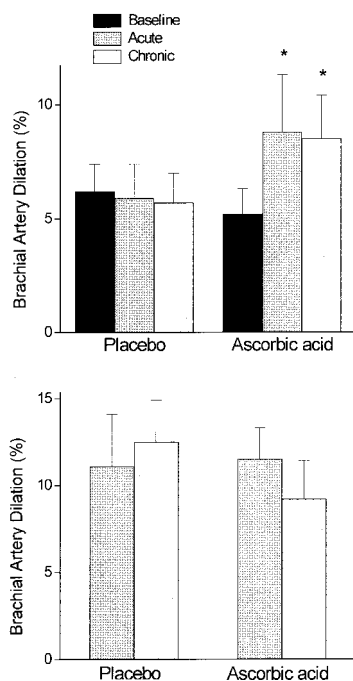 Baseline
Acute
Chronic
* *
10
5
0
Brachial Artery Dilation (%)
Placebo Ascorbic acid
15
10
5
0
Brachial Artery Dilation (%)
Placebo Ascorbic acid